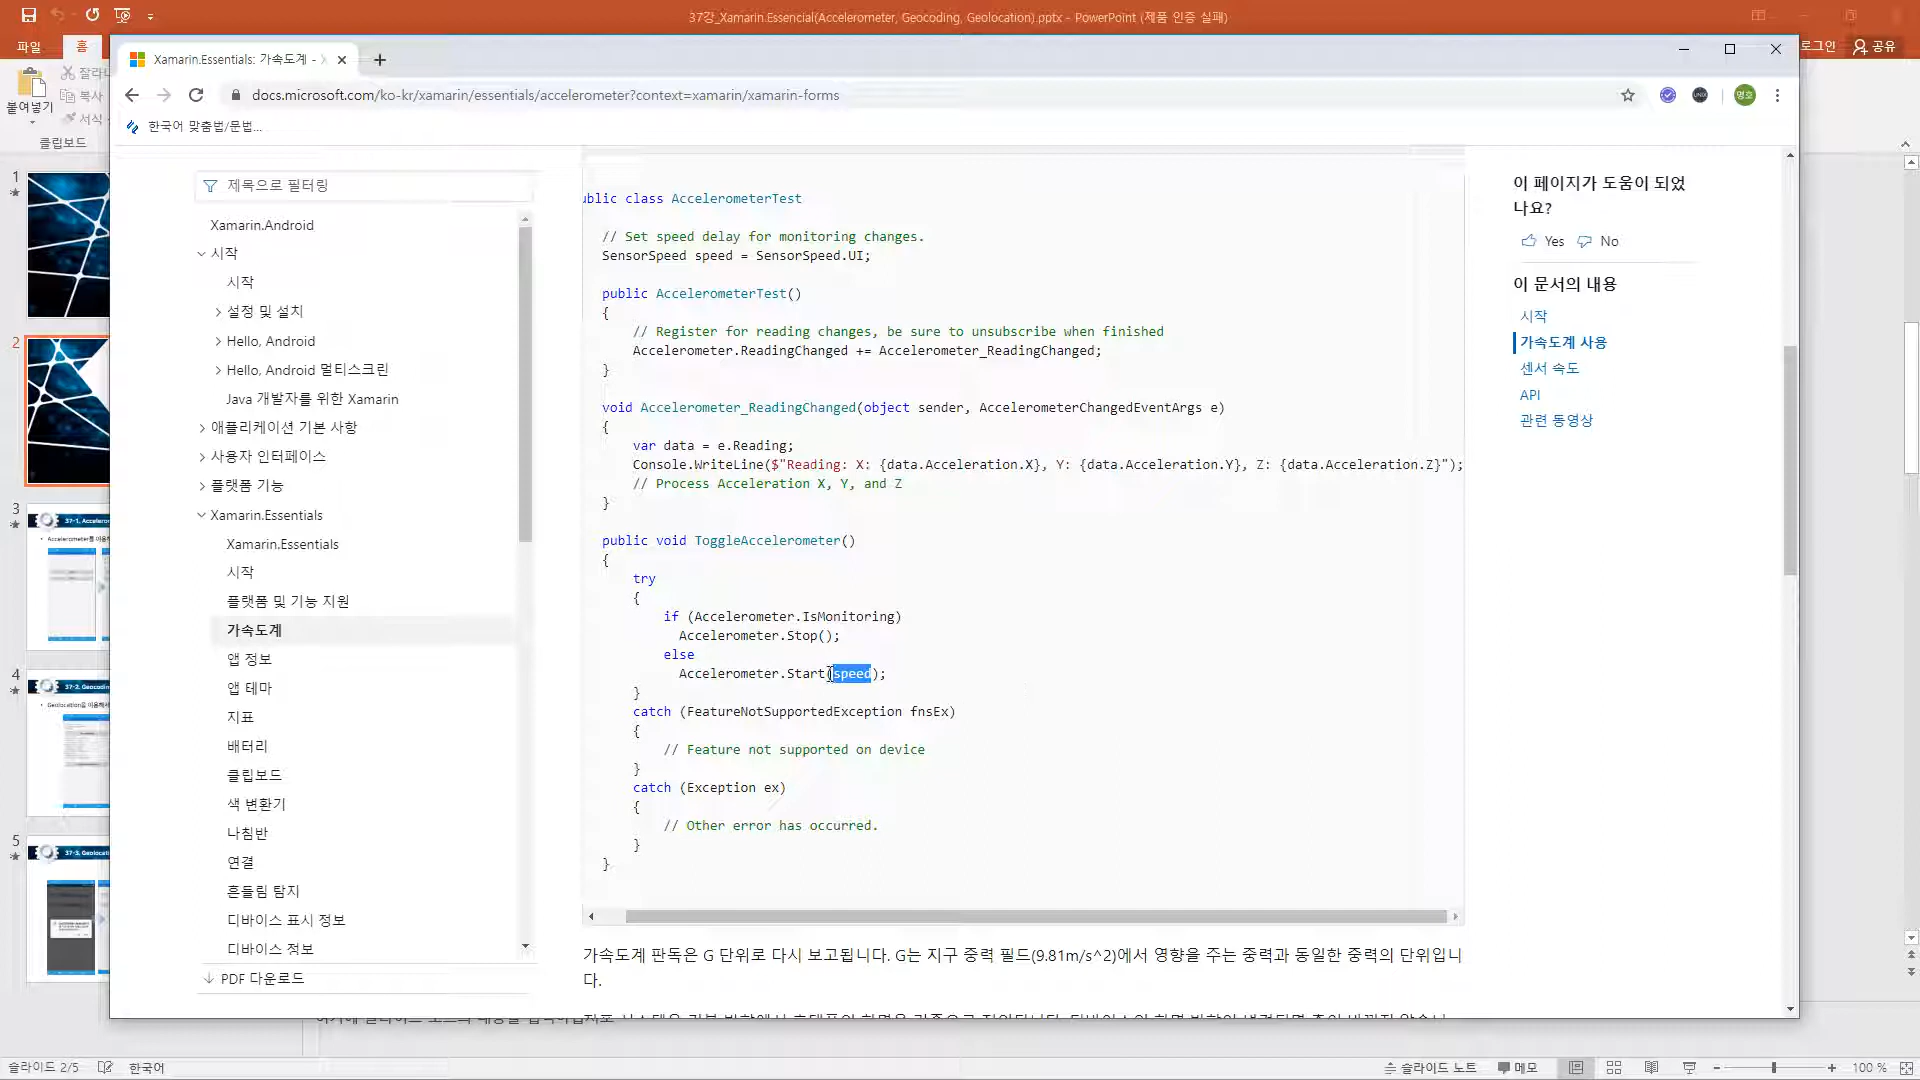 37강_Xamarin.Essencial(Accelerometer, Geocoding, Geolocation).pptx - PowerPoint (제품 인증 실패)
파일
홈
로그인
공유
붙여넣기
복사
서식
클립보드
Xamarin.Essentials: 가속도계 -
docs.microsoft.com/ko-kr/xamarin/essentials/accelerometer?context=xamarin/xamarin-forms
명호
한국어 맞춤법/문법...
1
2
3
4
5
제목으로 필터링
Xamarin.Android
시작
시작
설정 및 설치
Hello, Android
Hello, Android 멀티스크린
Java 개발자를 위한 Xamarin
애플리케이션 기본 사항
사용자 인터페이스
플랫폼 기능
Xamarin.Essentials
Xamarin.Essentials
시작
플랫폼 및 기능 지원
가속도계
앱 정보
앱 테마
지표
배터리
클립보드
색 변환기
나침반
연결
흔들림 탐지
디바이스 표시 정보
디바이스 정보
PDF 다운로드
ublic class AccelerometerTest
// Set speed delay for monitoring changes.
SensorSpeed speed = SensorSpeed.UI;
public AccelerometerTest()
{
// Register for reading changes, be sure to unsubscribe when finished
Accelerometer.ReadingChanged += Accelerometer_ReadingChanged;
}
void Accelerometer_ReadingChanged(object sender, AccelerometerChangedEventArgs e)
{
var data = e.Reading;
Console.WriteLine($"Reading: X: {data.Acceleration.X}, Y: {data.Acceleration.Y}, Z: {data.Acceleration.Z}");
// Process Acceleration X, Y, and Z
}
public void ToggleAccelerometer()
{
try
{
if (Accelerometer.IsMonitoring)
Accelerometer.Stop();
else
Accelerometer.Start(speed);
}
catch (FeatureNotSupportedException fnsEx)
{
// Feature not supported on device
}
catch (Exception ex)
{
// Other error has occurred.
}
}
가속도계 판독은 G 단위로 다시 보고됩니다. G는 지구 중력 필드(9.81m/s^2)에서 영향을 주는 중력과 동일한 중력의 단위입니
다.
이 페이지가 도움이 되었
나요?
Yes No
이 문서의 내용
시작
가속도계 사용
센서 속도
API
관련 동영상
슬라이드 2/5
한국어
슬라이드 노트
메모
100 %